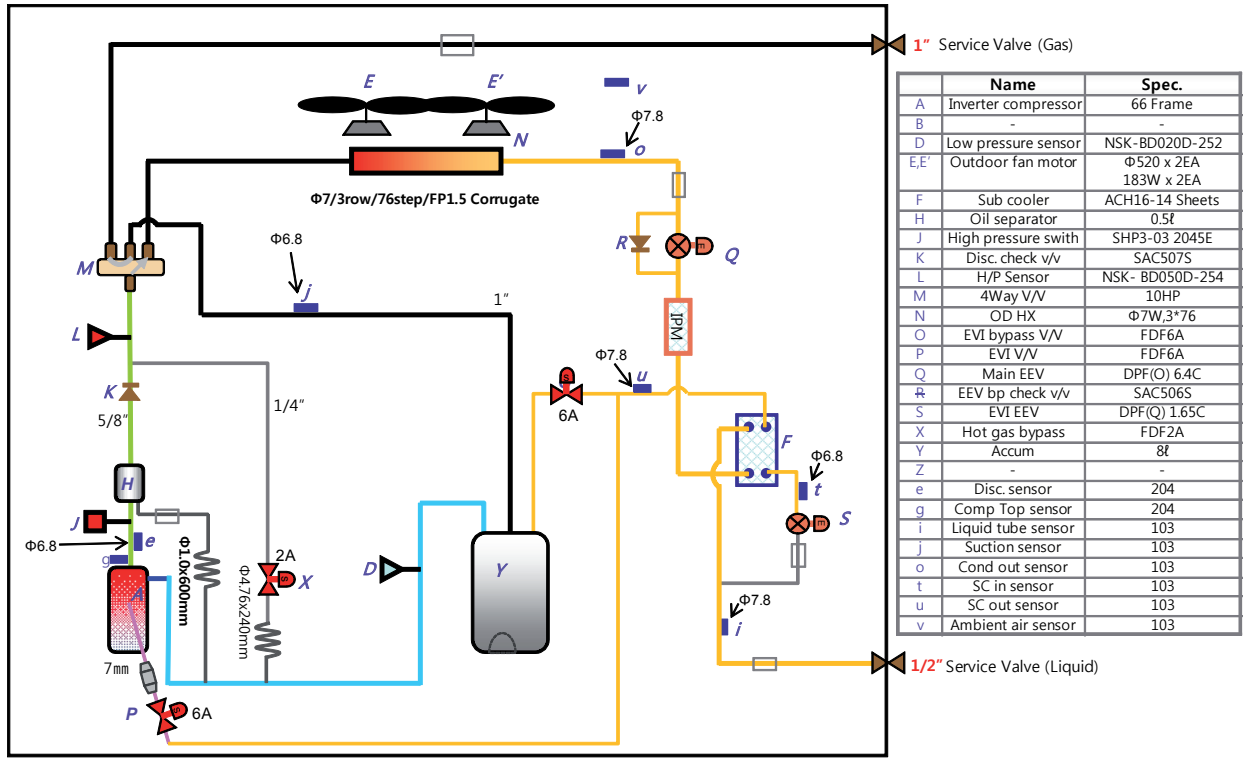 1" Service Valve (Gas)
E
E'
v
Φ7.8
o
N
Φ7/3row/76step/FP1.5 Corrugate
Φ6.8
R
E
Q
M
j
1"
IPM
L
Φ7.8
u
S
K
1/4"
6A
5/8"
F
Φ6.8
H
t
J
S
E
Φ6.8
e
Φ1.0x600mm
g
2A
S
X
D
Y
A
Φ4.76x240mm
Φ7.8
i
7mm
1/2" Service Valve (Liquid)
P
S
6A
Name Spec.
A Inverter compressor 66 Frame
B - -
D Low pressure sensor NSK-BD020D-252
E,E' Outdoor fan motor Φ520 x 2EA
183W x 2EA
F Sub cooler ACH16-14 Sheets
H Oil separator 0.5ℓ
J High pressure swith SHP3-03 2045E
K Disc. check v/v SAC507S
L H/P Sensor NSK- BD050D-254
M 4Way V/V 10HP
N OD HX Φ7W,3*76
O EVI bypass V/V FDF6A
P EVI V/V FDF6A
Q Main EEV DPF(O) 6.4C
R EEV bp check v/v SAC506S
S EVI EEV DPF(Q) 1.65C
X Hot gas bypass FDF2A
Y Accum 8ℓ
Z - -
e Disc. sensor 204
g Comp Top sensor 204
i Liquid tube sensor 103
j Suction sensor 103
o Cond out sensor 103
t SC in sensor 103
u SC out sensor 103
v Ambient air sensor 103